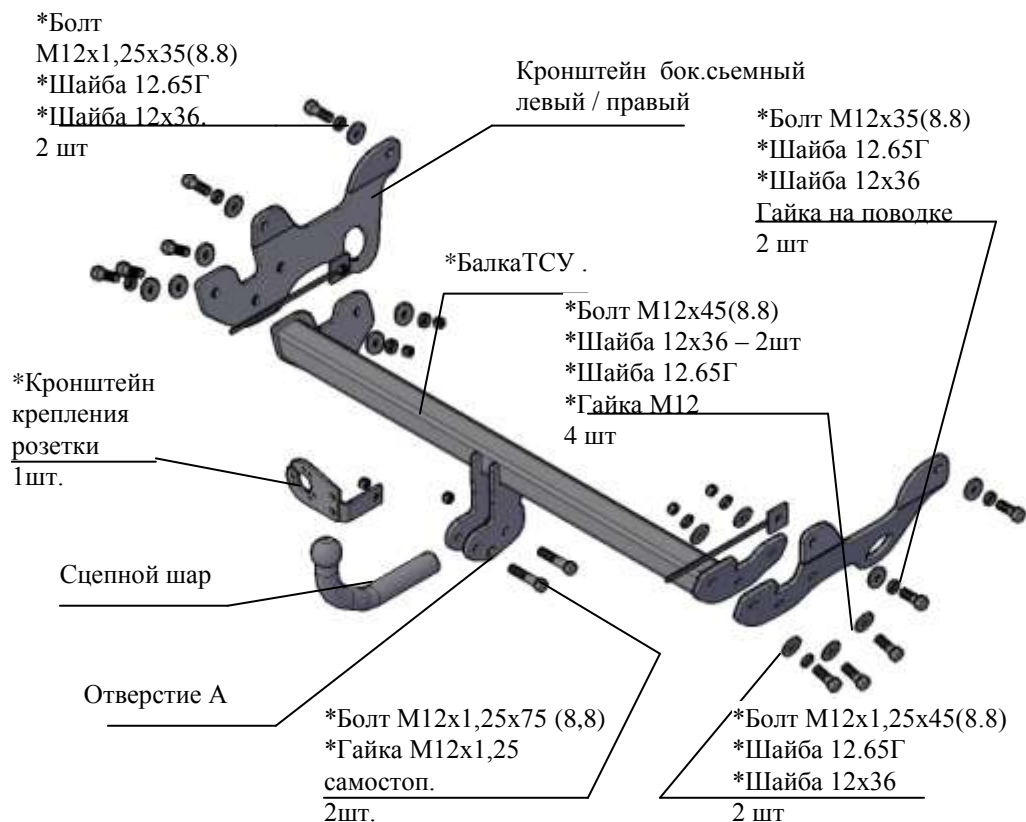 *Болт
М12х1,25х35(8.8)
*Шайба 12.65Г
*Шайба 12х36.
2 шт
Кронштейн бок.сьемный
левый / правый
*Болт М12х35(8.8)
*Шайба 12.65Г
*Шайба 12х36
Гайка на поводке
2 шт
*БалкаТСУ .
*Болт М12х45(8.8)
*Шайба 12х36 – 2шт
*Шайба 12.65Г
*Гайка М12
4 шт
*Кронштейн
крепления
розетки
1шт.
Сцепной шар
Отверстие А
*Болт М12х1,25х75 (8,8)
*Гайка М12х1,25
самостоп.
2шт.
*Болт М12х1,25х45(8.8)
*Шайба 12.65Г
*Шайба 12х36
2 шт